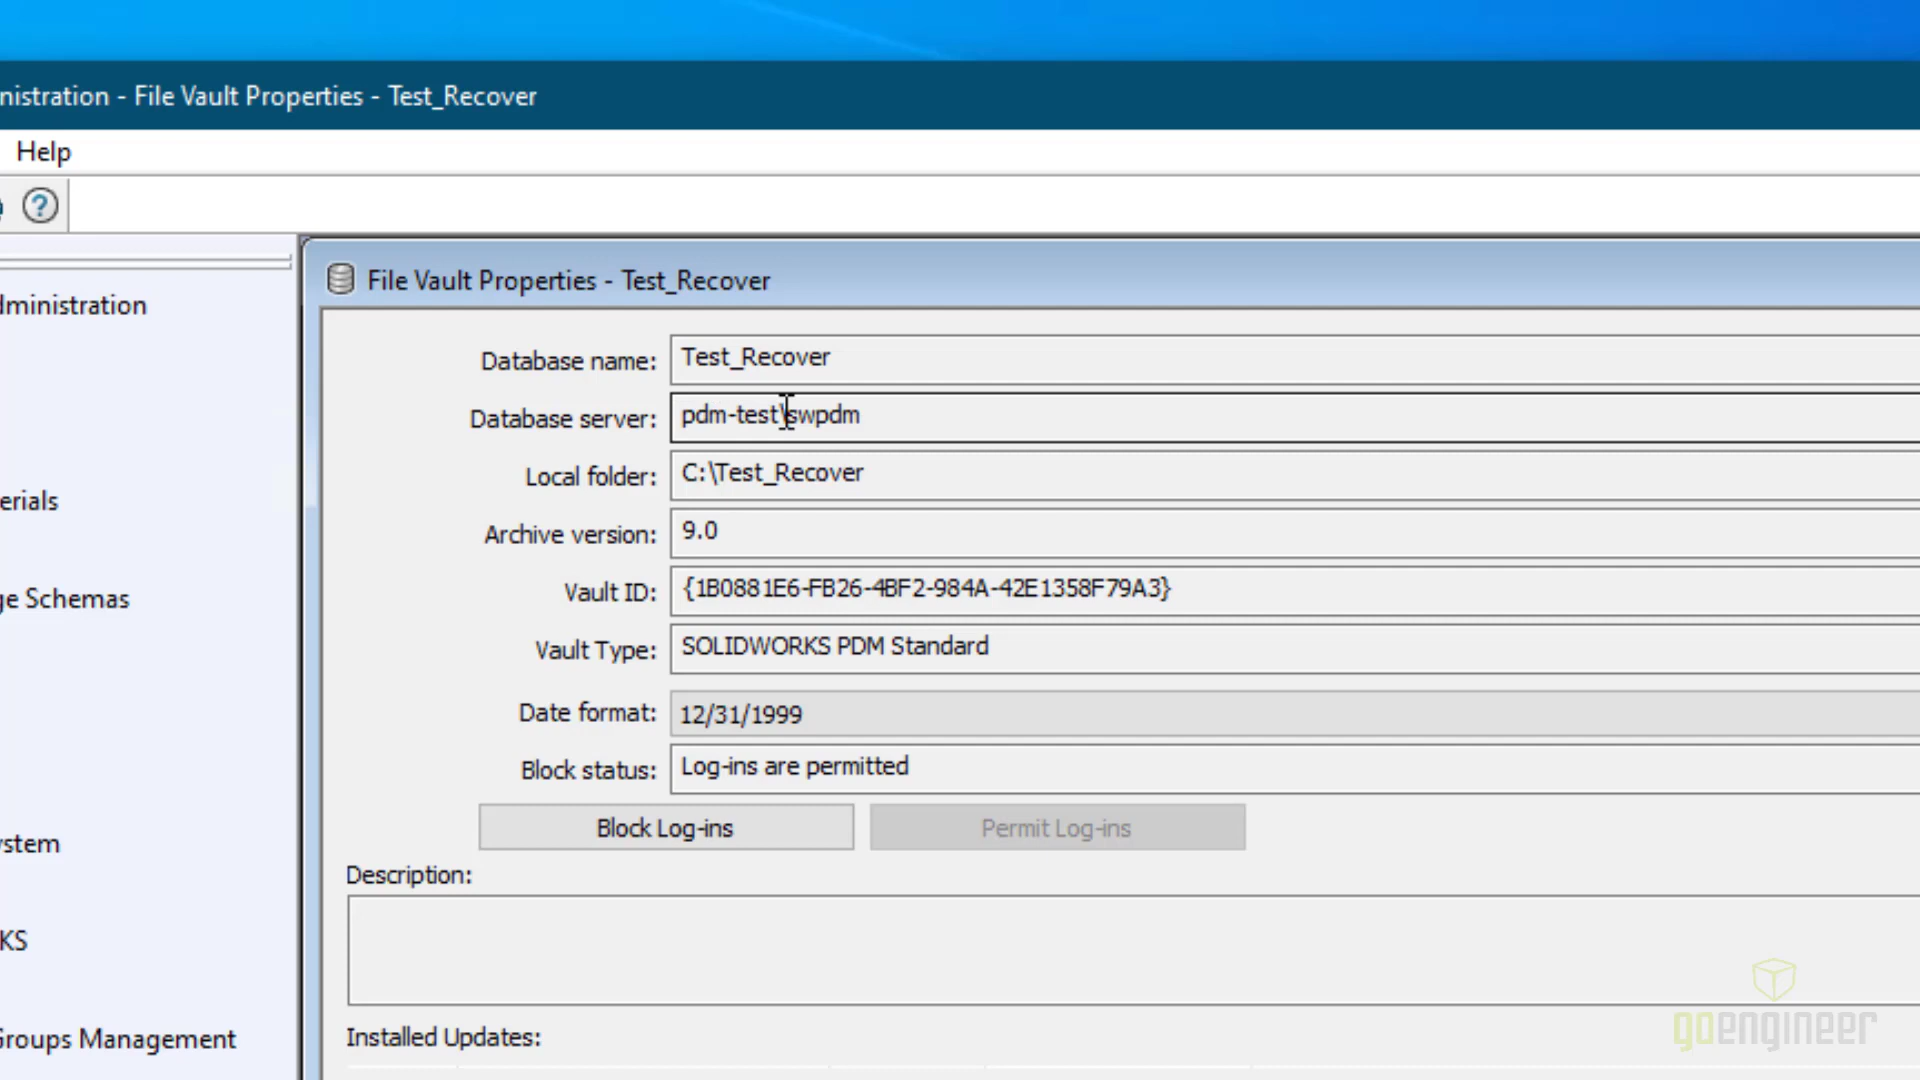 nistration - File Vault Properties - Test_Recover
Help
ministration
erials
ge Schemas
ystem
KS
Groups Management
File Vault Properties - Test_Recover
Database name: Test_Recover
Database server: pdm-test\swpdm
Local folder: C:\Test_Recover
Archive version: 9.0
Vault ID: {1B0881E6-FB26-4BF2-984A-42E1358F79A3}
Vault Type: SOLIDWORKS PDM Standard
Date format: 12/31/1999
Block status: Log-ins are permitted
Block Log-ins Permit Log-ins
Description:
Installed Updates:
goengineer